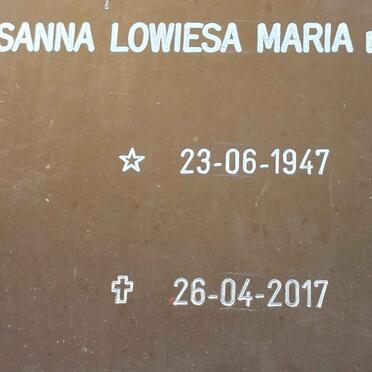 SANNA LOWIESA MARIA
23-06-1947
26-04-2017